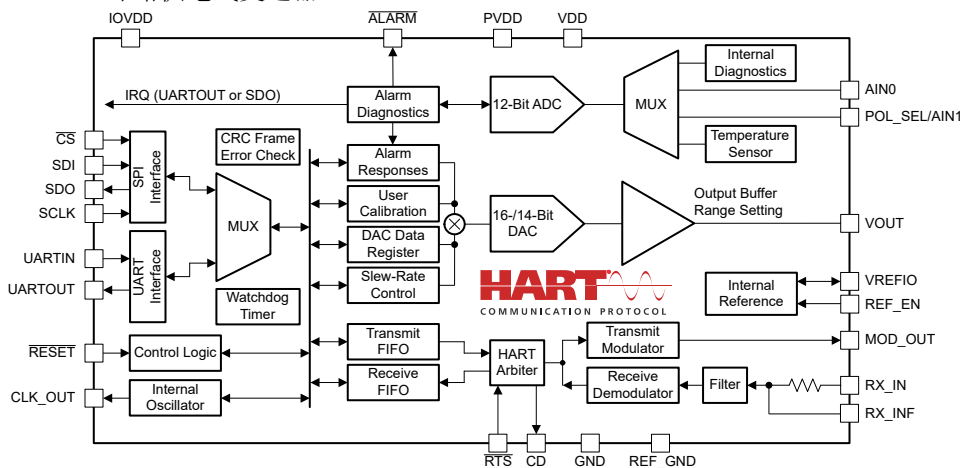 IOVDD
ALARM
PVDD
VDD
IRQ (UARTOUT or SDO)
Alarm
Diagnostics
12-Bit ADC
MUX
Internal
Diagnostics
AIN0
POL_SEL/AIN1
Temperature
Sensor
CS
SDI
SDO
SCLK
SPI
Interface
CRC Frame
Error Check
MUX
Alarm
Responses
User
Calibration
DAC Data
Register
Slew-Rate
Control
16-/14-Bit
DAC
Output Buffer
Range Setting
VOUT
UARTIN
UARTOUT
UART
Interface
Watchdog
Timer
HART
COMMUNICATION PROTOCOL
Internal
Reference
VREFIO
REF_EN
RESET
Control Logic
Transmit
FIFO
HART
Arbiter
Transmit
Modulator
MOD_OUT
CLK_OUT
Internal
Oscillator
Receive
FIFO
Receive
Demodulator
Filter
RX_IN
RX_INF
RTS
CD
GND
REF_GND